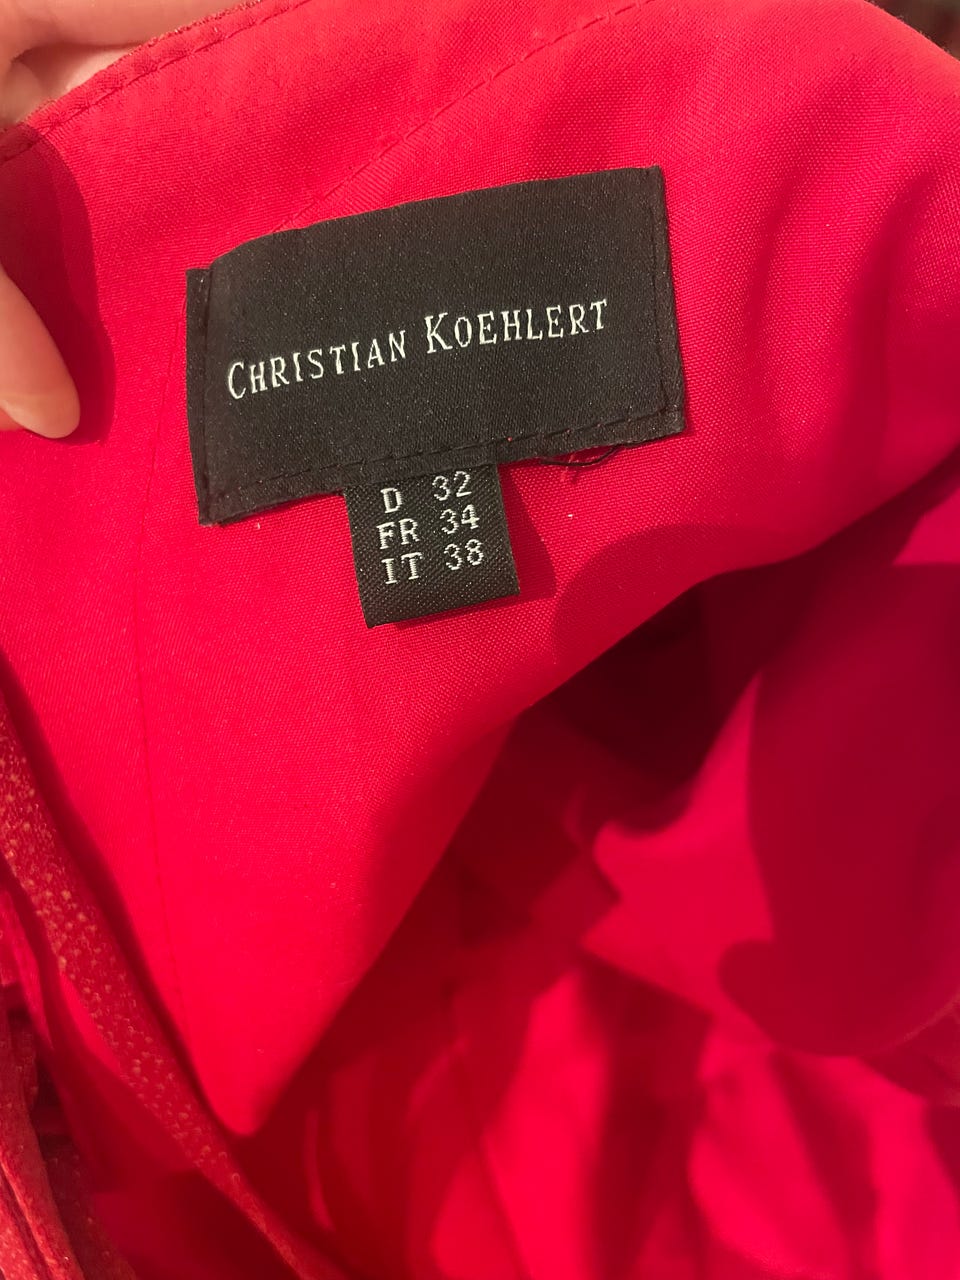 CHRISTIAN KOEHLERT
D 32
FR 34
IT 38